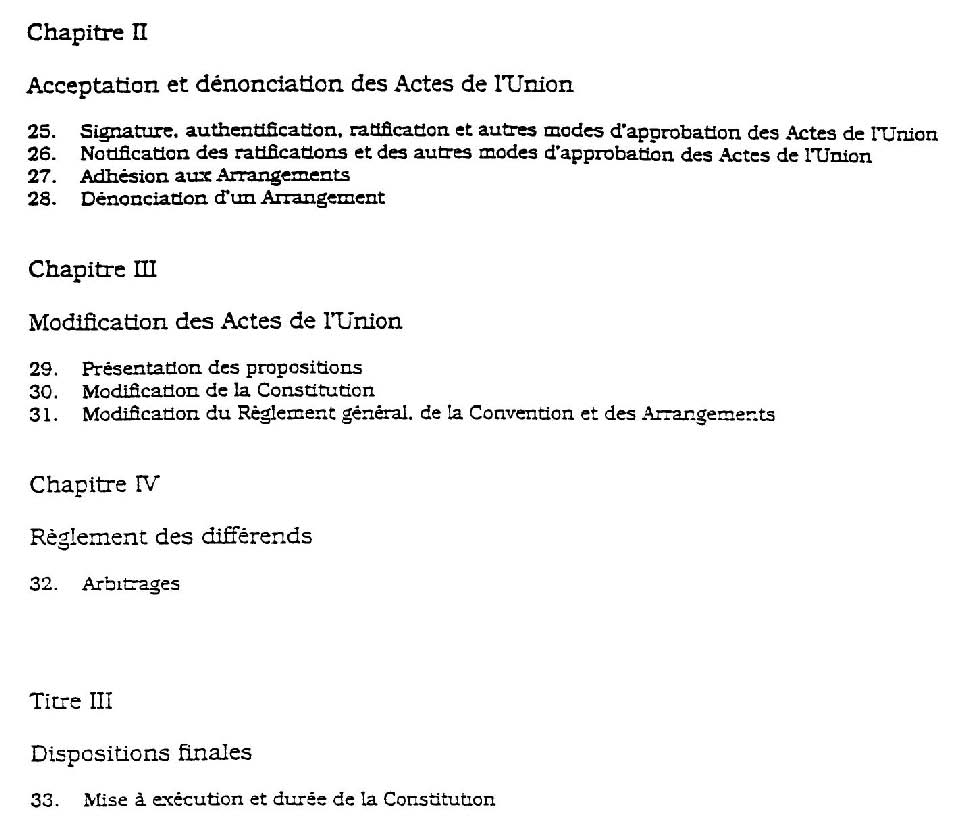 Chapitre II
Acceptation et dénonciation des Actes de l'Union
25. Signature, authentification, ratification et autres modes d'approbation des Actes de l'Union
26. Notification des ratifications et des autres modes d'approbation des Actes de l'Union
27. Adhésion aux Arrangements
28. Dénonciation d'un Arrangement
Chapitre III
Modification des Actes de l'Union
29. Présentation des propositions
30. Modification de la Constitution
31. Modification du Règlement général, de la Convention et des Arrangements
Chapitre IV
Règlement des différends
32. Arbitrages
Titre III
Dispositions finales
33. Mise à exécution et durée de la Constitution